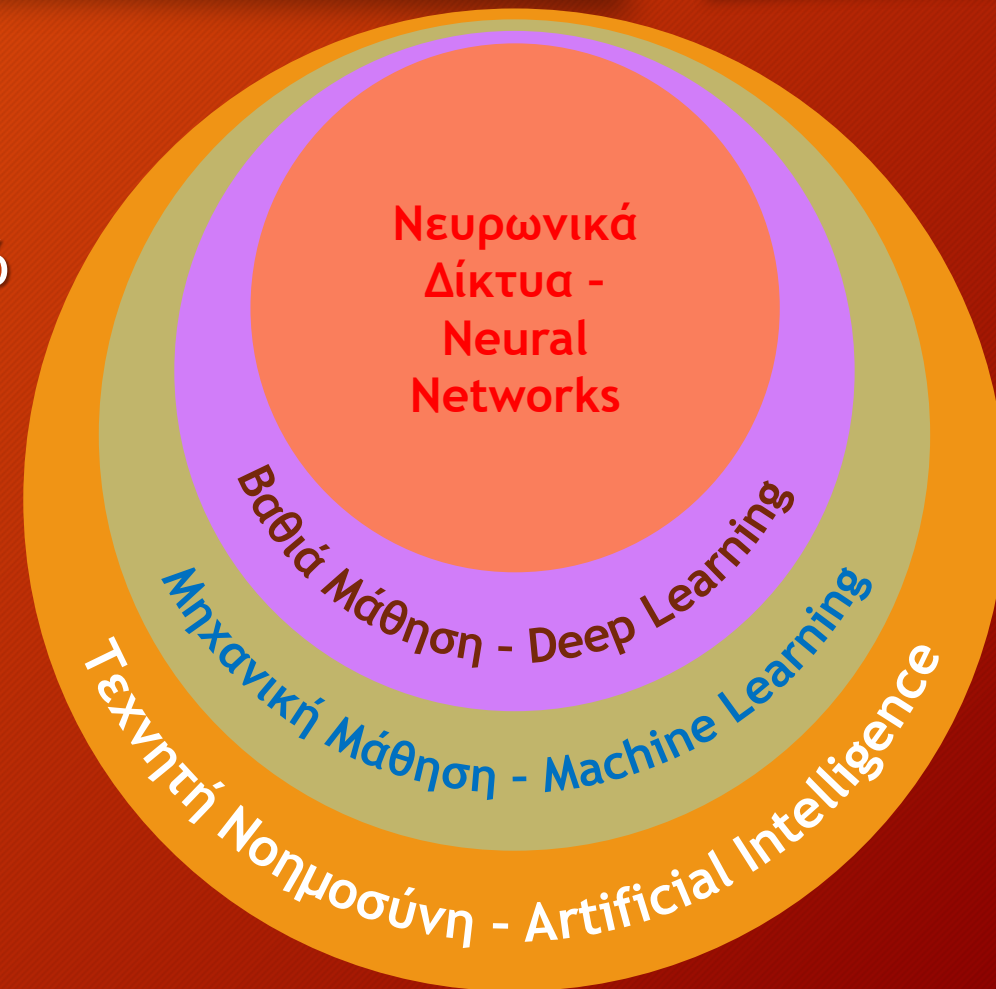 Νευρωνικά
Δίκτυα –
Neural
Networks
Βαθιά Μάθηση – Deep Learning
Μηχανική Μάθηση – Machine Learning
Τεχνητή Νοημοσύνη – Artificial Intelligence